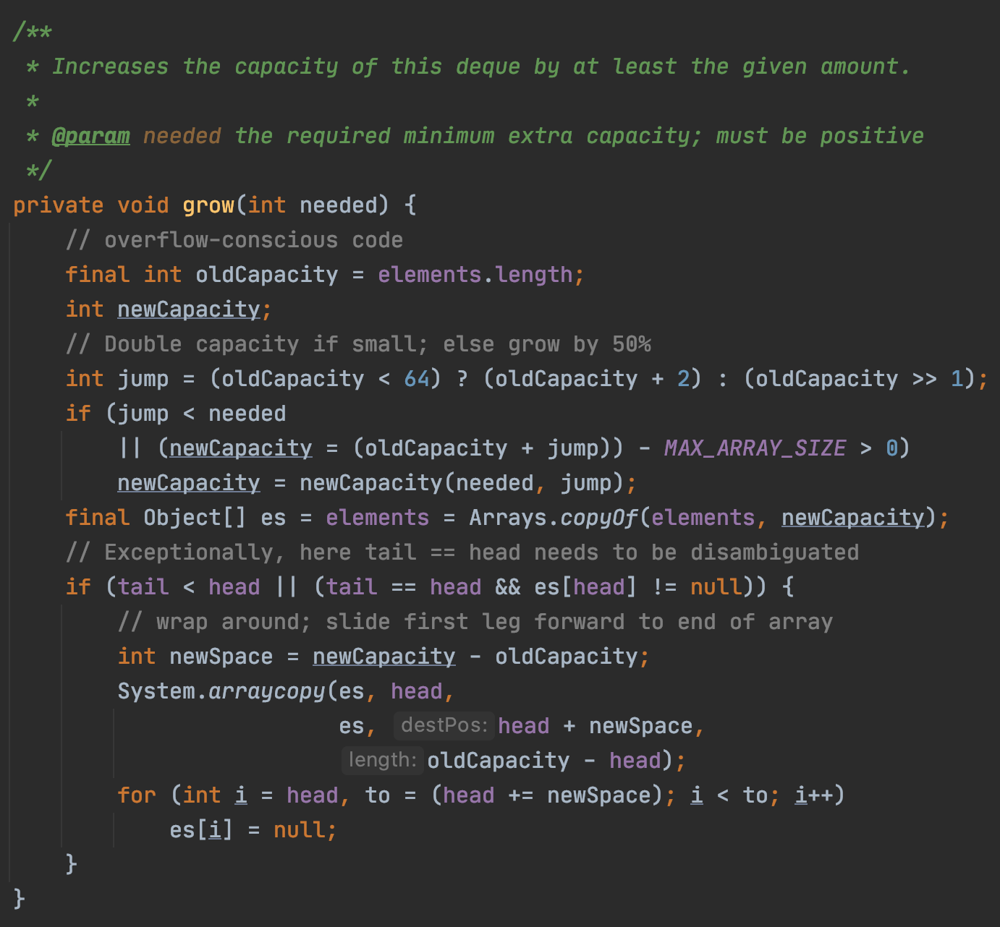 /**
 * Increases the capacity of this deque by at least the given amount.
 *
 * @param needed the required minimum extra capacity; must be positive
 */
private void grow(int needed) {
    // overflow-conscious code
    final int oldCapacity = elements.length;
    int newCapacity;
    // Double capacity if small; else grow by 50%
    int jump = (oldCapacity < 64) ? (oldCapacity + 2) : (oldCapacity >> 1);
    if (jump < needed
        || (newCapacity = (oldCapacity + jump)) - MAX_ARRAY_SIZE > 0)
        newCapacity = newCapacity(needed, jump);
    final Object[] es = elements = Arrays.copyOf(elements, newCapacity);
    // Exceptionally, here tail == head needs to be disambiguated
    if (tail < head || (tail == head && es[head] != null)) {
        // wrap around; slide first leg forward to end of array
        int newSpace = newCapacity - oldCapacity;
        System.arraycopy(es, head,
                         es, destPos: head + newSpace,
                         length: oldCapacity - head);
        for (int i = head, to = (head += newSpace); i < to; i++)
            es[i] = null;
    }
}